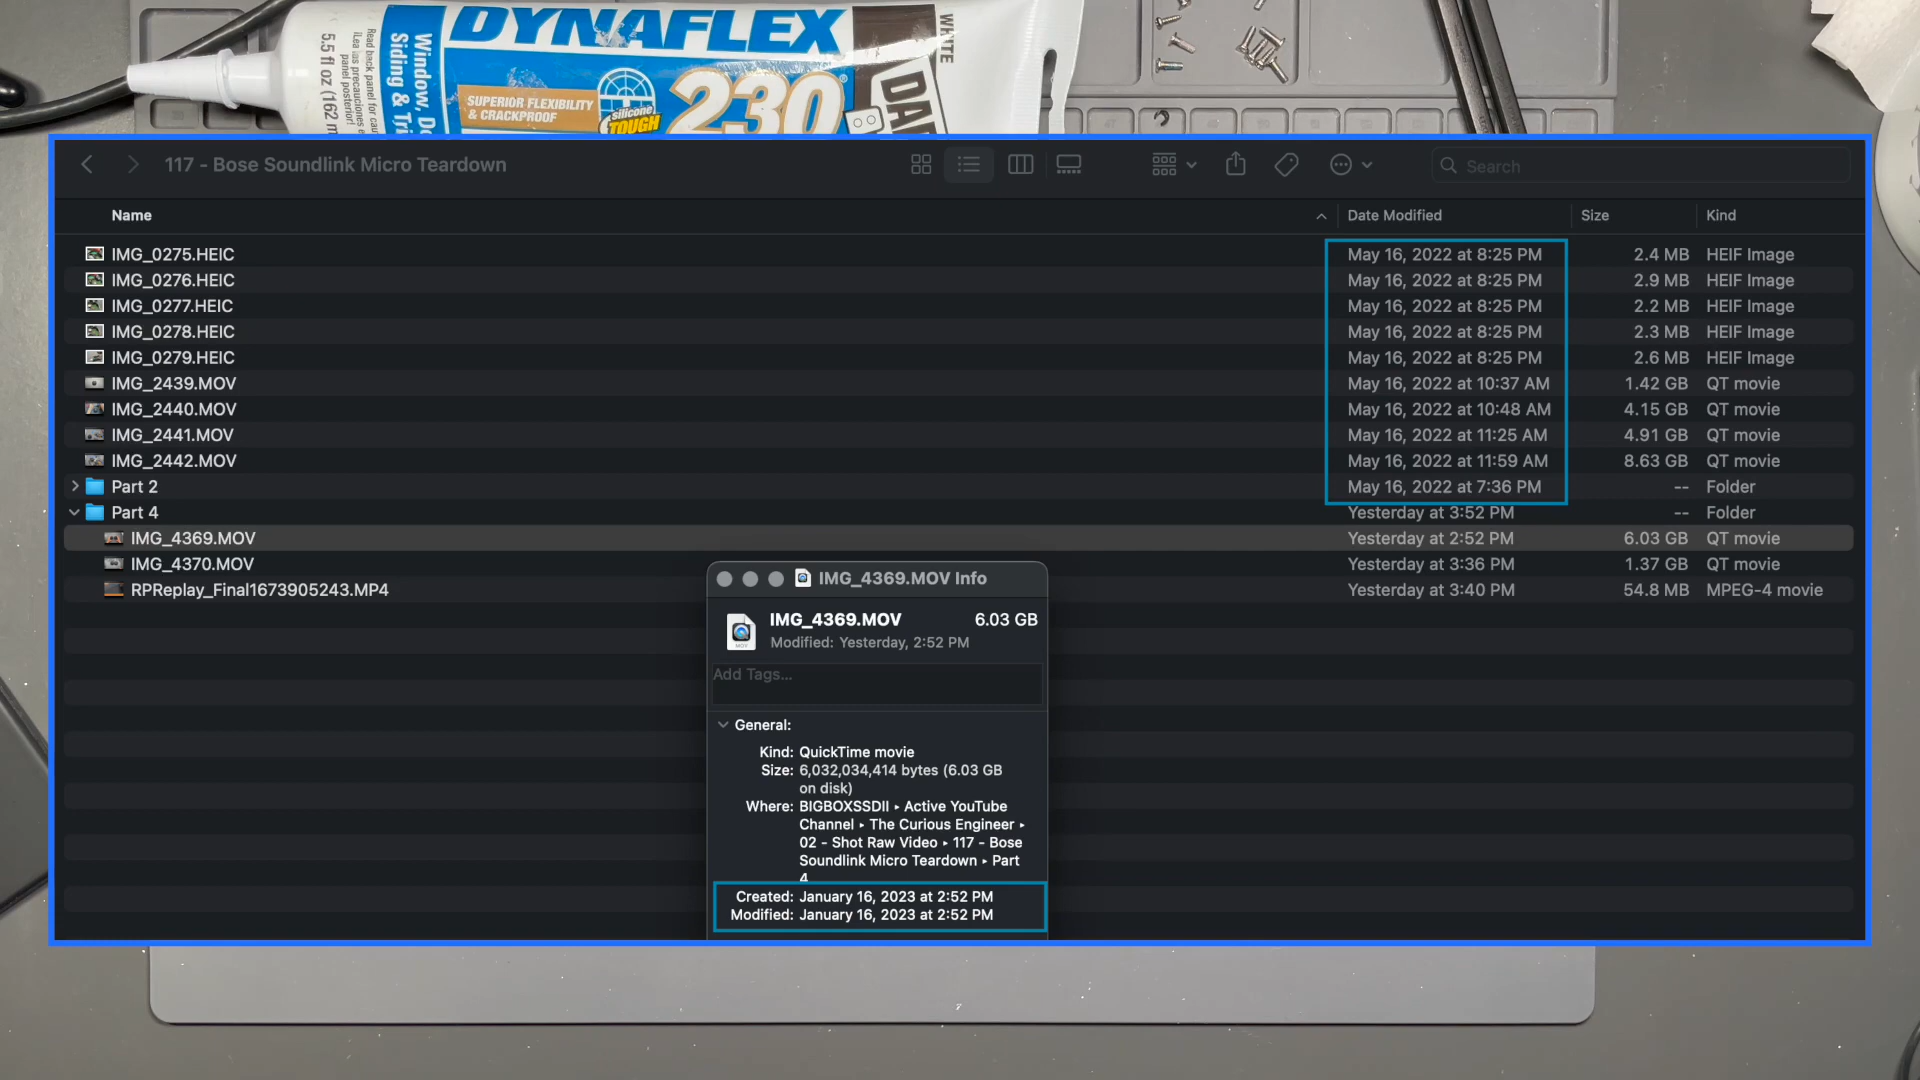 DYNAFLEX
230
SUPERIOR FLEXIBILITY
& CRACKPROOF
silicone
TOUGH
WHITE
DAP
Window, Do
Siding & Tri
5.5 fl oz (162 m
117 - Bose Soundlink Micro Teardown
Search
Name Date Modified Size Kind
IMG_0275.HEIC May 16, 2022 at 8:25 PM 2.4 MB HEIF Image
IMG_0276.HEIC May 16, 2022 at 8:25 PM 2.9 MB HEIF Image
IMG_0277.HEIC May 16, 2022 at 8:25 PM 2.2 MB HEIF Image
IMG_0278.HEIC May 16, 2022 at 8:25 PM 2.3 MB HEIF Image
IMG_0279.HEIC May 16, 2022 at 8:25 PM 2.6 MB HEIF Image
IMG_2439.MOV May 16, 2022 at 10:37 AM 1.42 GB QT movie
IMG_2440.MOV May 16, 2022 at 10:48 AM 4.15 GB QT movie
IMG_2441.MOV May 16, 2022 at 11:25 AM 4.91 GB QT movie
IMG_2442.MOV May 16, 2022 at 11:59 AM 8.63 GB QT movie
Part 2 May 16, 2022 at 7:36 PM -- Folder
Part 4 Yesterday at 3:52 PM -- Folder
IMG_4369.MOV Yesterday at 2:52 PM 6.03 GB QT movie
IMG_4370.MOV Yesterday at 3:36 PM 1.37 GB QT movie
RPReplay_Final1673905243.MP4 Yesterday at 3:40 PM 54.8 MB MPEG-4 movie
IMG_4369.MOV Info
IMG_4369.MOV 6.03 GB
Modified: Yesterday, 2:52 PM
Add Tags...
General:
Kind: QuickTime movie
Size: 6,032,034,414 bytes (6.03 GB
on disk)
Where: BIGBOXSSDII ▸ Active YouTube
Channel ▸ The Curious Engineer ▸
02 - Shot Raw Video ▸ 117 - Bose
Soundlink Micro Teardown ▸ Part
4
Created: January 16, 2023 at 2:52 PM
Modified: January 16, 2023 at 2:52 PM